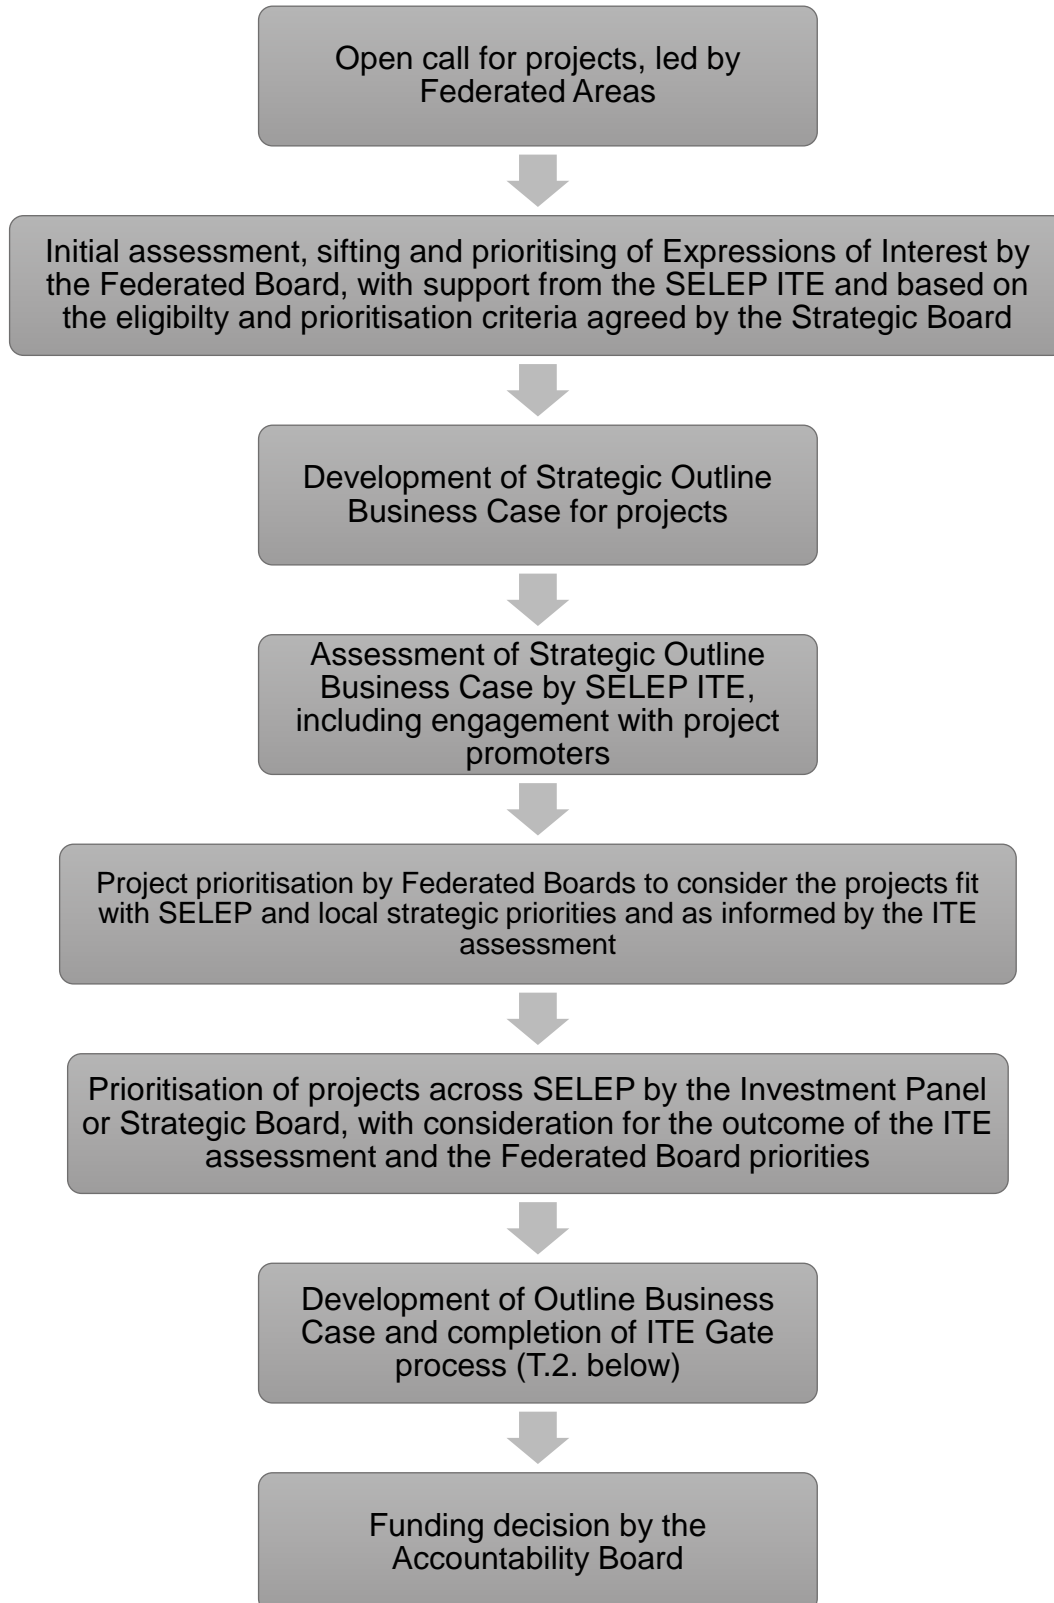 Open call for projects, led by
Federated Areas
Initial assessment, sifting and prioritising of Expressions of Interest by
the Federated Board, with support from the SELEP ITE and based on
the eligibilty and prioritisation criteria agreed by the Strategic Board
Development of Strategic Outline
Business Case for projects
Assessment of Strategic Outline
Business Case by SELEP ITE,
including engagement with project
promoters
Project prioritisation by Federated Boards to consider the projects fit
with SELEP and local strategic priorities and as informed by the ITE
assessment
Prioritisation of projects across SELEP by the Investment Panel
or Strategic Board, with consideration for the outcome of the ITE
assessment and the Federated Board priorities
Development of Outline Business
Case and completion of ITE Gate
process (T.2. below)
Funding decision by the
Accountability Board